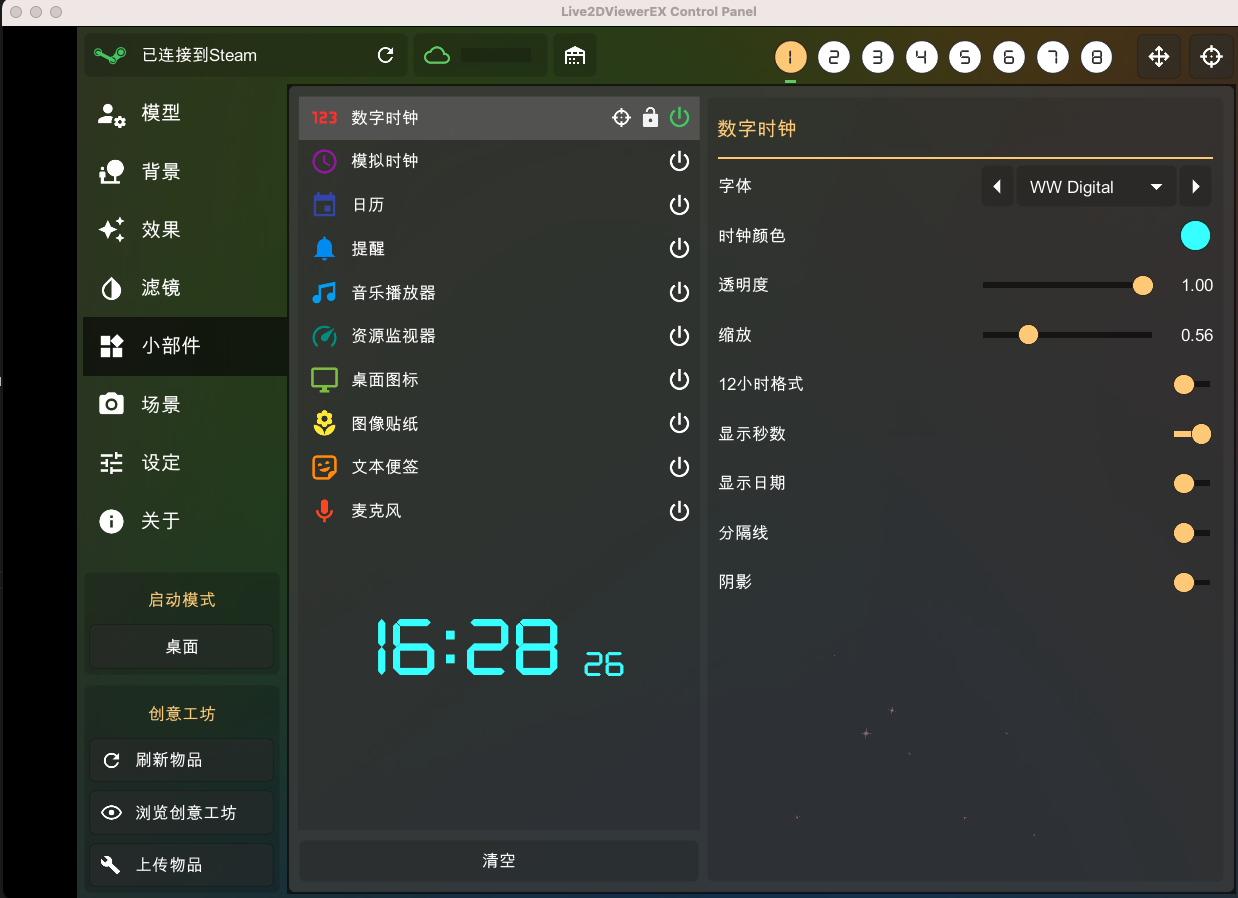 Live2DViewerEX Control Panel
已连接到Steam
1 2 3 4 5 6 7 8
模型
背景
效果
滤镜
小部件
场景
设定
关于
启动模式
桌面
创意工坊
刷新物品
浏览创意工坊
上传物品
123 数字时钟
模拟时钟
日历
提醒
音乐播放器
资源监视器
桌面图标
图像贴纸
文本便签
麦克风
16:28 26
清空
数字时钟
字体 WW Digital
时钟颜色
透明度 1.00
缩放 0.56
12小时格式
显示秒数
显示日期
分隔线
阴影